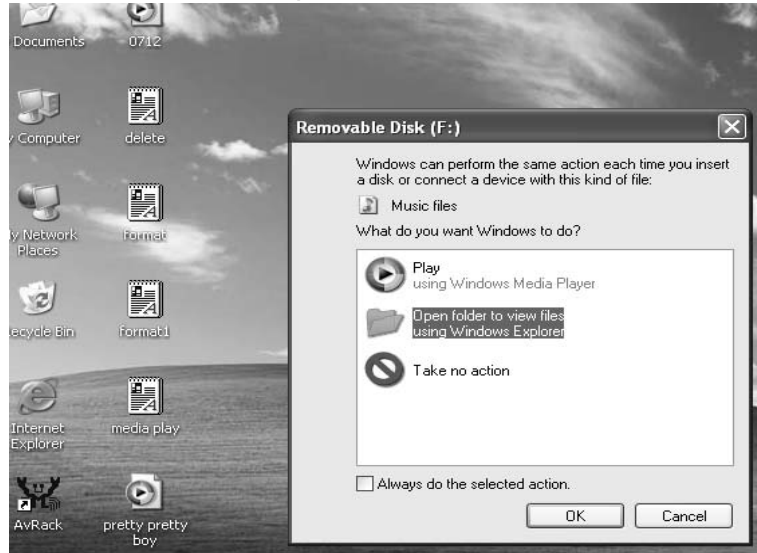 Documents
0712
Computer
delete
Network
Places
format
Recycle Bin
format1
Internet
Explorer
media play
AvRack
pretty pretty
boy
Removable Disk (F:)
Windows can perform the same action each time you insert
a disk or connect a device with this kind of file:
Music files
What do you want Windows to do?
Play
using Windows Media Player
Open folder to view files
using Windows Explorer
Take no action
Always do the selected action.
OK
Cancel